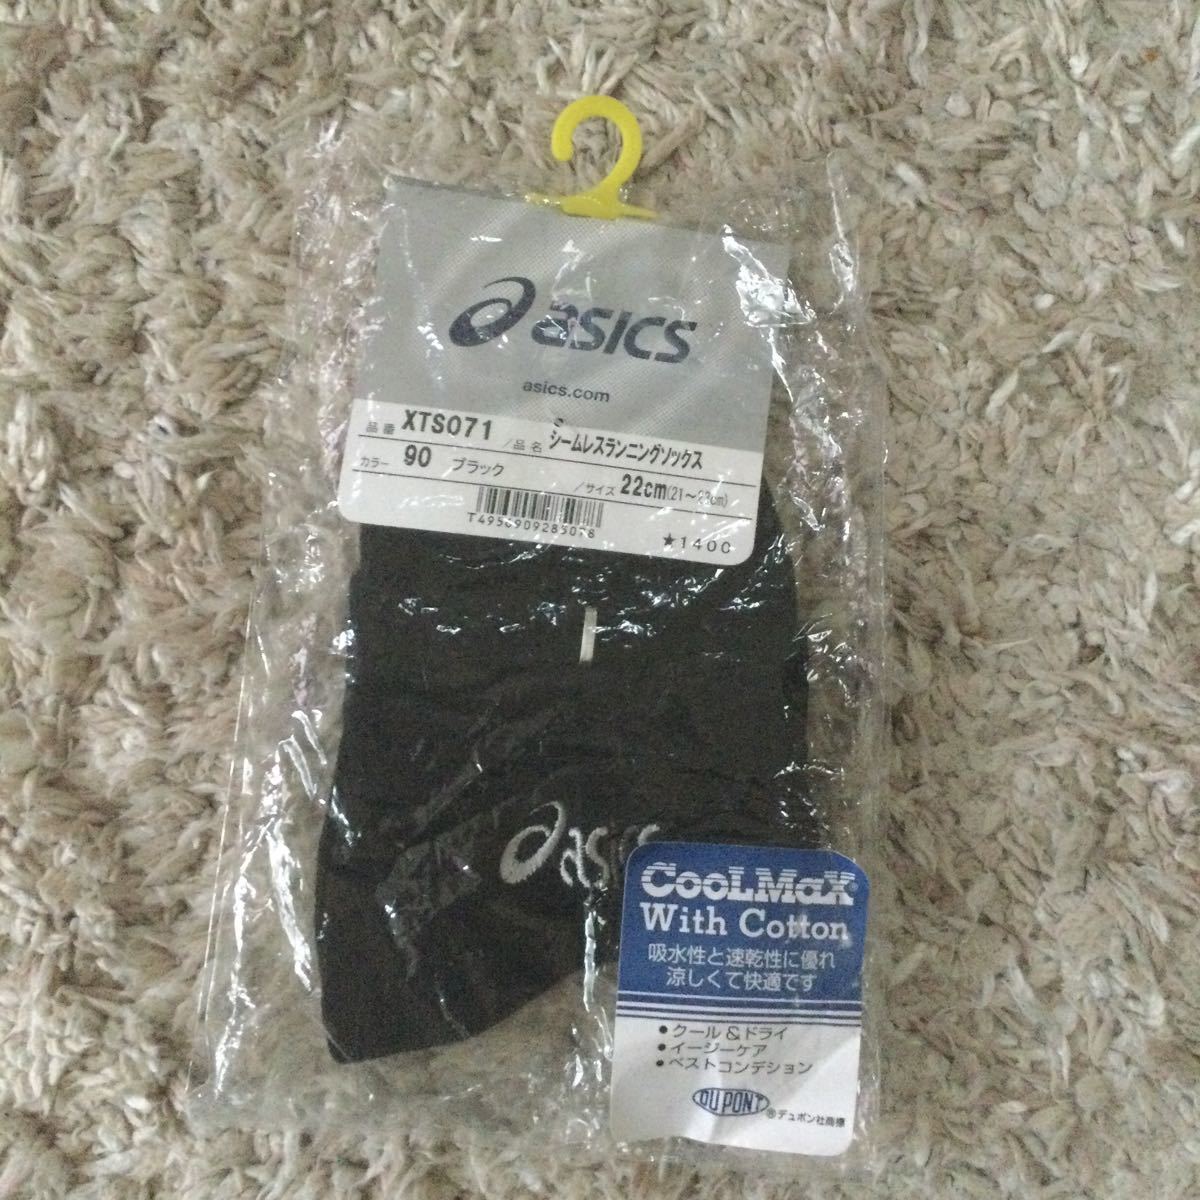 asics
asics.com
品番 XTS071 /品名 シームレスランニングソックス
カラー 90 ブラック /サイズ 22cm(21~23cm)
★1400
asics
CooLMaX®
With Cotton
吸水性と速乾性に優れ
涼しくて快適です
●クール&ドライ
●イージーケア
●ベストコンデション
DU PONT ®デュポン社商標